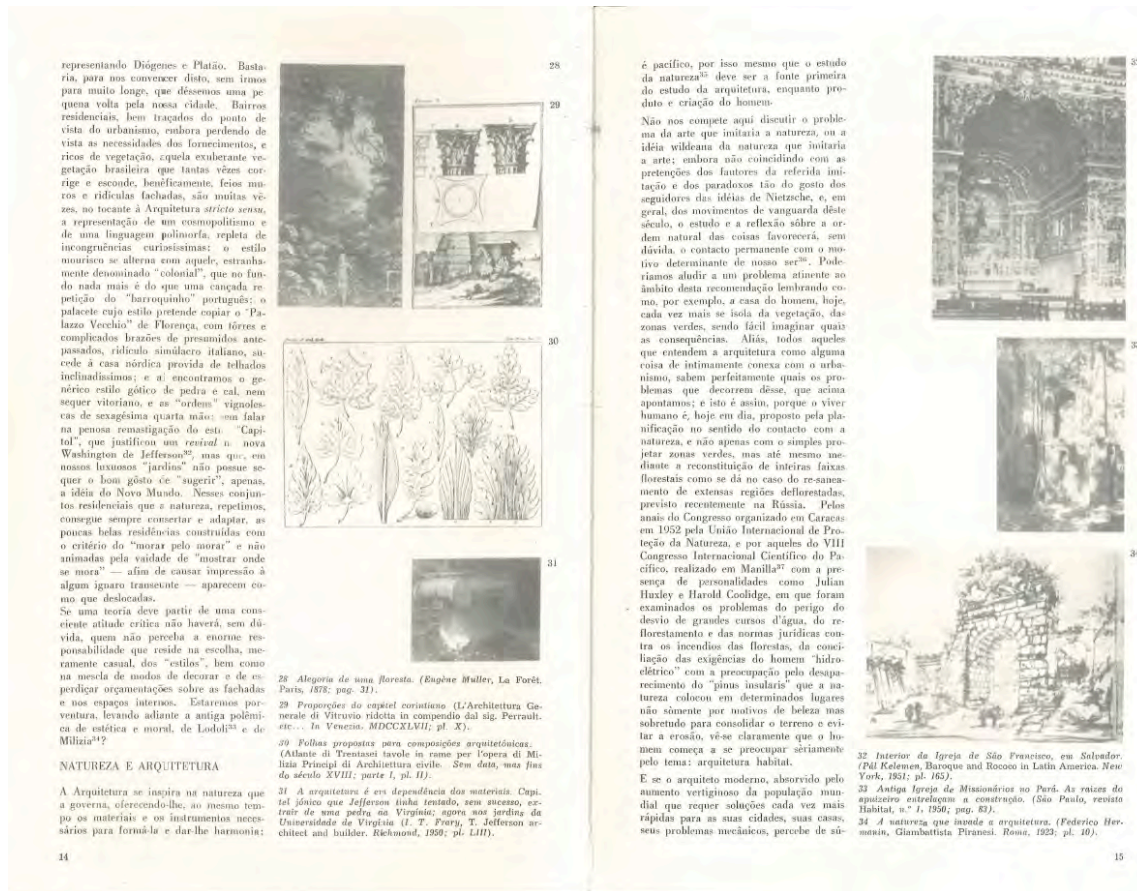 representando Diógenes e Platão. Basta-
ria, para nos convencer disto, sem irmos
para muito longe, que déssemos uma pe
quena volta pela nossa cidade. Bairros
residenciais, bem traçados do ponto de
vista do urbanismo, embora perdendo de
vista as necessidades dos fornecimentos, e
ricos de vegetação, aquela exuberante ve-
getação brasileira que tantas vêzes cor-
rige e esconde, benèficamente, feios mu-
ros e ridículas fachadas, são muitas vê-
zes, no tocante à Arquitetura stricto sensu,
a representação de um cosmopolitismo e
de uma linguagem polimorfa, repleta de
incongruências curiosíssimas: o estilo
mourisco se alterna com aquele, estranha-
mente denominado "colonial", que no fun-
do nada mais é do que uma cançada re
petição do "barroquinho" português; o
palacete cujo estilo pretende copiar o "Pa-
lazzo Vecchio" de Florença, com tôrres e
complicados brazões de presumidos ante-
passados, ridículo simulacro italiano, su-
cede à casa nórdica provida de telhados
inclinadíssimos; e aí encontramos o ge-
nérico estilo gótico de pedra e cal, nem
sequer vitoriano, e as "ordens" vignoles-
cas de sexagésima quarta mão; sem falar
na penosa remastigação do "Capi-
tol", que justificou um revival nova
Washington de Jefferson32, mas que, em
nossos luxuosos "jardins" não possue se-
quer o bom gôsto de "sugerir", apenas,
a idéia do Novo Mundo. Nesses conjun-
tos residenciais que a natureza, repetimos,
consegue sempre consertar e adaptar, as
poucas belas residências construídas com
o critério do "morar pelo morar" e não
animadas pela vaidade de "mostrar onde
se mora" — afim de causar impressão à
algum ignaro transeunte — aparecem co-
mo que deslocadas.
Se uma teoria deve partir de uma cons-
ciente atitude crítica não haverá, sem dú-
vida, quem não perceba a enorme res-
ponsabilidade que reside na escolha, me-
ramente casual, dos "estilos", bem como
na mescla de modos de decorar e de es-
perdiçar orçamentações sobre as fachadas
e nos espaços internos. Estaremos por-
ventura, levando adiante a antiga polêmi-
ca de estética e moral, de Lodoli33 e de
Milizia34?
NATUREZA E ARQUITETURA
A Arquitetura se inspira na natureza que
a governa, oferecendo-lhe, ao mesmo tem-
po os materiais e os instrumentos neces-
sários para formá-la e dar-lhe harmonia:
14
28
29
30
31
28 Alegoria de uma floresta. (Eugène Muller, La Forêt.
Paris, 1878; pag. 31).
29 Proporções do capitel coríntiano (L'Architettura Ge-
nerale di Vitruvio ridotta in compendio dal sig. Perrault.
etc... In Venezia. MDCCXLVII; pl. X).
30 Folhas propostas para composições arquitetônicas.
(Atlante di Trentasei tavole in rame per l'opera di Mi-
lizia Principi di Architettura civile. Sem data, mas fins
do século XVIII; parte I, pl. II).
31 A arquitetura é em dependência dos materiais. Capi-
tel jônico que Jefferson tinha tentado, sem sucesso, ex-
trair de uma pedra na Virginia; agora nos jardins da
Universidade de Virginia (I. T. Frary, T. Jefferson ar-
chitect and builder. Richmond, 1950; pl. LIII).
é pacífico, por isso mesmo que o estudo
da natureza35 deve ser a fonte primeira
do estudo da arquitetura, enquanto pro-
duto e criação do homem.
Não nos compete aqui discutir o proble-
ma da arte que imitaria a natureza, ou a
idéia wildeana da natureza que imitaria
a arte; embora não coincidindo com as
pretenções dos fautores da referida imi-
tação e dos paradoxos tão do gosto dos
seguidores das idéias de Nietzsche, e, em
geral, dos movimentos de vanguarda dêste
século, o estudo e a reflexão sôbre a or-
dem natural das coisas favorecerá, sem
dúvida, o contacto permanente com o mo-
tivo determinante de nosso ser36. Pode-
ríamos aludir a um problema atinente ao
âmbito desta recomendação lembrando co-
mo, por exemplo, a casa do homem, hoje,
cada vez mais se isola da vegetação, das
zonas verdes, sendo fácil imaginar quais
as consequências. Aliás, todos aqueles
que entendem a arquitetura como alguma
coisa de intimamente conexa com o urba-
nismo, sabem perfeitamente quais os pro-
blemas que decorrem dêsse, que acima
apontamos; e isto é assim, porque o viver
humano é, hoje em dia, proposto pela pla-
nificação no sentido do contacto com a
natureza, e não apenas com o simples pro-
jetar zonas verdes, mas até mesmo me-
diante a reconstituição de inteiras faixas
florestais como se dá no caso do re-sanea-
mento de extensas regiões deflorestadas,
previsto recentemente na Rússia. Pelos
anais do Congresso organizado em Caracas
em 1952 pela União Internacional de Pro-
teção da Natureza, e por aqueles do VIII
Congresso Internacional Científico do Pa-
cífico, realizado em Manilla37 com a pre-
sença de personalidades como Julian
Huxley e Harold Coolidge, em que foram
examinados os problemas do perigo do
desvio de grandes cursos d'água, do re-
florestamento e das normas jurídicas con-
tra os incendios das florestas, da conci-
liação das exigências do homem "hidro-
elétrico" com a preocupação pelo desapa-
recimento do "pinus insularis" que a na-
tureza colocou em determinados lugares
não sòmente por motivos de beleza mas
sobretudo para consolidar o terreno e evi-
tar a erosão, vê-se claramente que o ho-
mem começa a se preocupar sèriamente
pelo tema: arquitetura habitat.
E se o arquiteto moderno, absorvido pelo
aumento vertiginoso da população mun-
dial que requer soluções cada vez mais
rápidas para as suas cidades, suas casas,
seus problemas mecânicos, percebe de sú-
32 Interior da Igreja de São Francisco, em Salvador.
(Pál Kelemen, Baroque and Rococo in Latin America. New
York, 1951; pl. 165).
33 Antiga Igreja de Missionários no Pará. As raízes do
apuizeiro entrelaçam a construção. (São Paulo, revista
Habitat, n.º 1, 1950; pag. 83).
34 A natureza que invade a arquitetura. (Federico Her-
manin, Giambattista Piranesi. Roma, 1923; pl. 10).
15